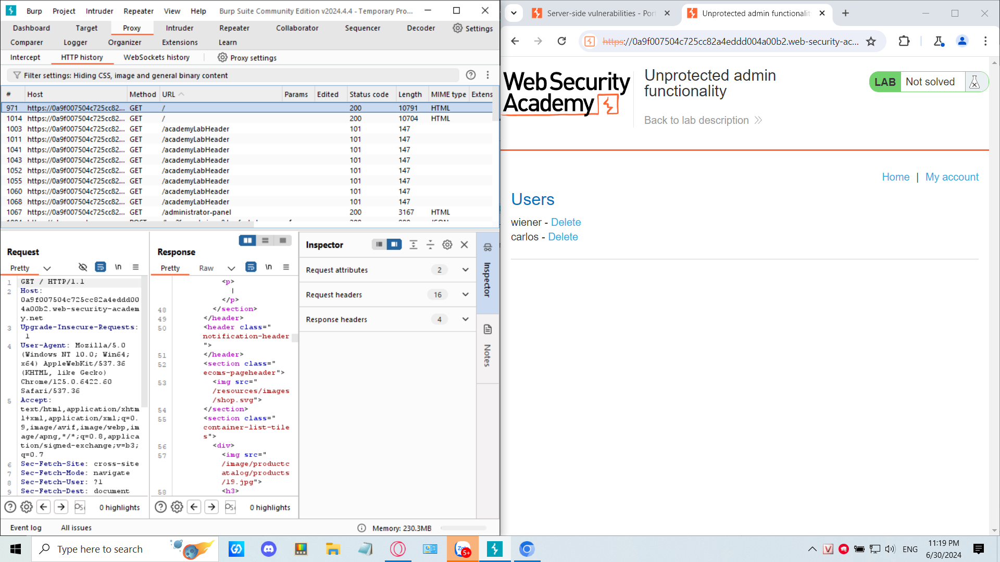 Burp Project Intruder Repeater View Help Burp Suite Community Edition v2024.4.4 - Temporary Pro...
Dashboard Target Proxy Intruder Repeater Collaborator Sequencer Decoder Settings
Comparer Logger Organizer Extensions Learn
Intercept HTTP history WebSockets history Proxy settings
Filter settings: Hiding CSS, image and general binary content
# Host Method URL Params Edited Status code Length MIME type Extens
971 https://0a9f007504c725cc82... GET / 200 10791 HTML
1014 https://0a9f007504c725cc82... GET / 200 10704 HTML
1003 https://0a9f007504c725cc82... GET /academyLabHeader 101 147
1011 https://0a9f007504c725cc82... GET /academyLabHeader 101 147
1041 https://0a9f007504c725cc82... GET /academyLabHeader 101 147
1043 https://0a9f007504c725cc82... GET /academyLabHeader 101 147
1052 https://0a9f007504c725cc82... GET /academyLabHeader 101 147
1055 https://0a9f007504c725cc82... GET /academyLabHeader 101 147
1060 https://0a9f007504c725cc82... GET /academyLabHeader 101 147
1068 https://0a9f007504c725cc82... GET /academyLabHeader 101 147
1067 https://0a9f007504c725cc82... GET /administrator-panel 200 3167 HTML
Request
Pretty \n
1 GET / HTTP/1.1
2 Host:
0a9f007504c725cc82a4eddd00
4a00b2.web-security-academ
y.net
3 Upgrade-Insecure-Requests:
1
4 User-Agent: Mozilla/5.0
(Windows NT 10.0; Win64;
x64) AppleWebKit/537.36
(KHTML, like Gecko)
Chrome/125.0.6422.60
Safari/537.36
5 Accept:
text/html,application/xhtm
l+xml,application/xml;q=0.
9,image/avif,image/webp,im
age/apng,*/*;q=0.8,applica
tion/signed-exchange;v=b3;
q=0.7
6 Sec-Fetch-Site: cross-site
7 Sec-Fetch-Mode: navigate
8 Sec-Fetch-User: ?1
9 Sec-Fetch-Dest: document
0 highlights
Response
Pretty Raw \n
<p>
|
</p>
48 </section>
49 </header>
50 <header class="
notification-header
">
51 </header>
52 <section class="
ecoms-pageheader">
53 <img src="
/resources/images
/shop.svg">
54 </section>
55 <section class="
container-list-tile
s">
56 <div>
57 <img src="
/image/productc
atalog/products
/19.jpg">
58 <h3>
0 highlights
Inspector
Request attributes 2
Request headers 16
Response headers 4
Inspector
Notes
Event log All issues Memory: 230.3MB
Server-side vulnerabilities - Por
Unprotected admin functionalit
https://0a9f007504c725cc82a4eddd004a00b2.web-security-ac...
WebSecurity
Academy
Unprotected admin
functionality
Back to lab description
LAB Not solved
Home | My account
Users
wiener - Delete
carlos - Delete
Type here to search
5+
ENG
11:19 PM
6/30/2024